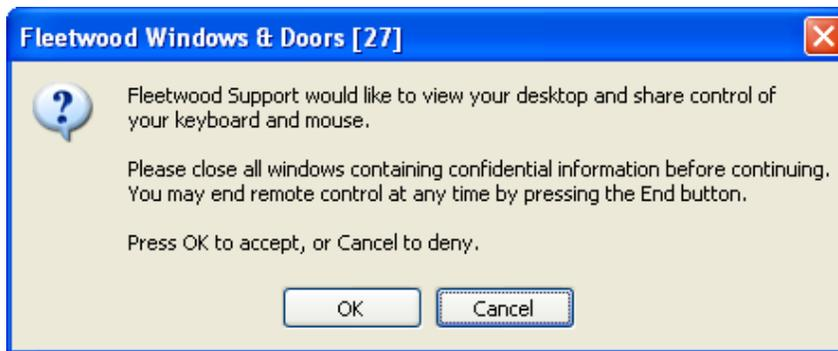 Fleetwood Windows & Doors [27]
Fleetwood Support would like to view your desktop and share control of
your keyboard and mouse.
Please close all windows containing confidential information before continuing.
You may end remote control at any time by pressing the End button.
Press OK to accept, or Cancel to deny.
OK Cancel